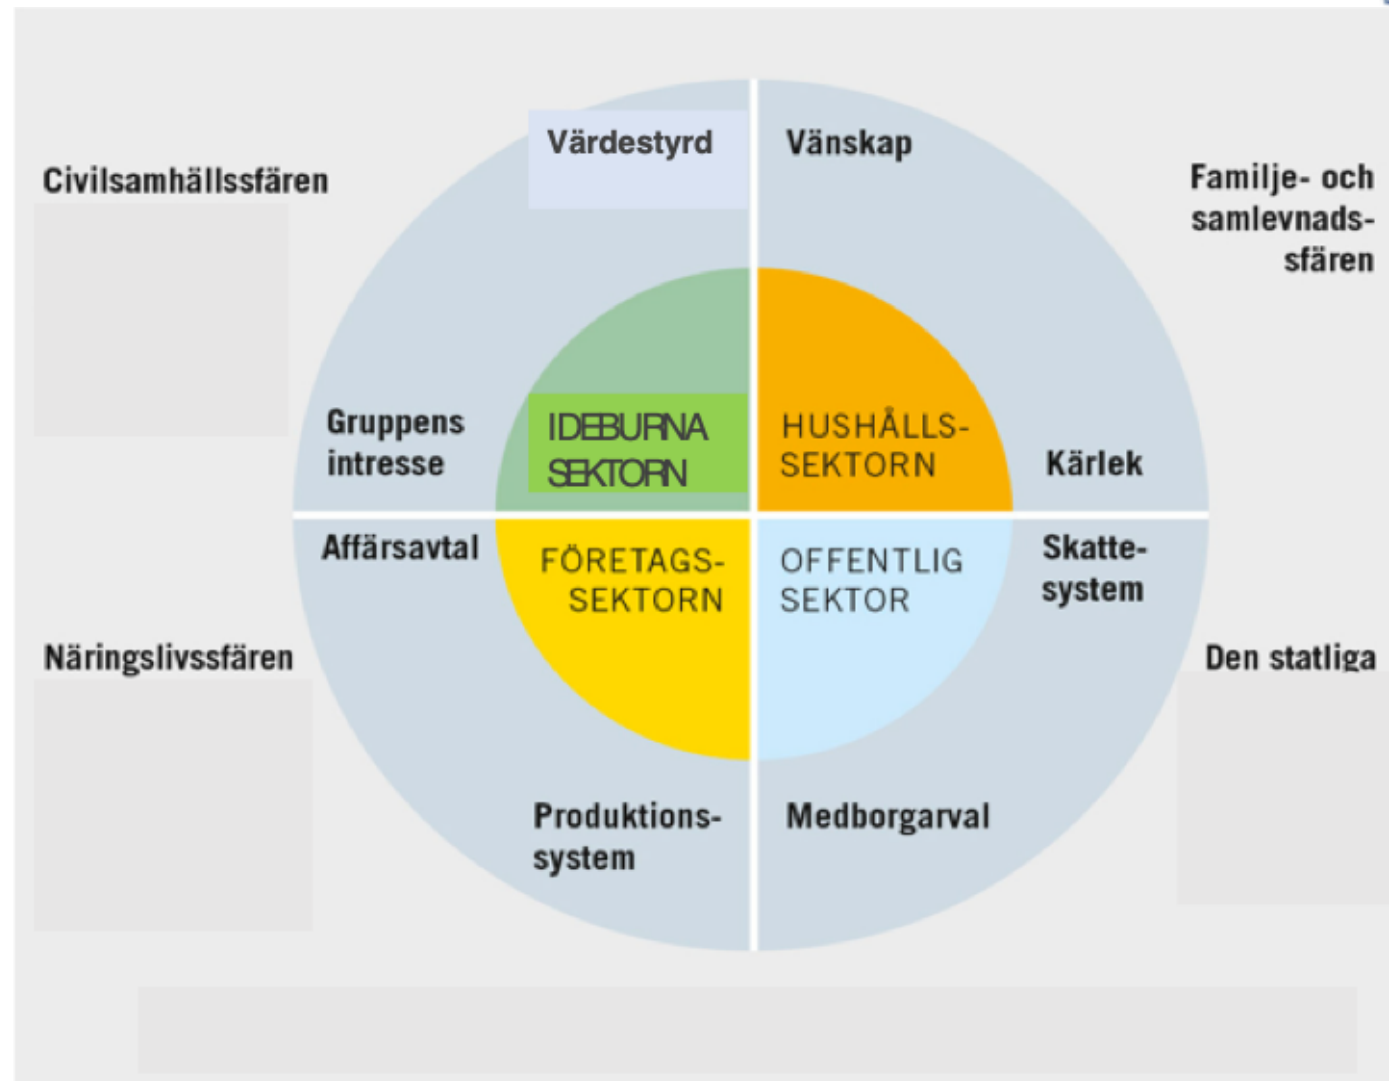 Värdestyrd
Vänskap
Civilsamhällssfären
Familje- och
samlevnads-
sfären
Gruppens
intresse
IDEBURNA
SEKTORN
HUSHÅLLS-
SEKTORN
Kärlek
Affärsavtal
FÖRETAGS-
SEKTORN
OFFENTLIG
SEKTOR
Skatte-
system
Näringslivssfären
Den statliga
Produktions-
system
Medborgarval